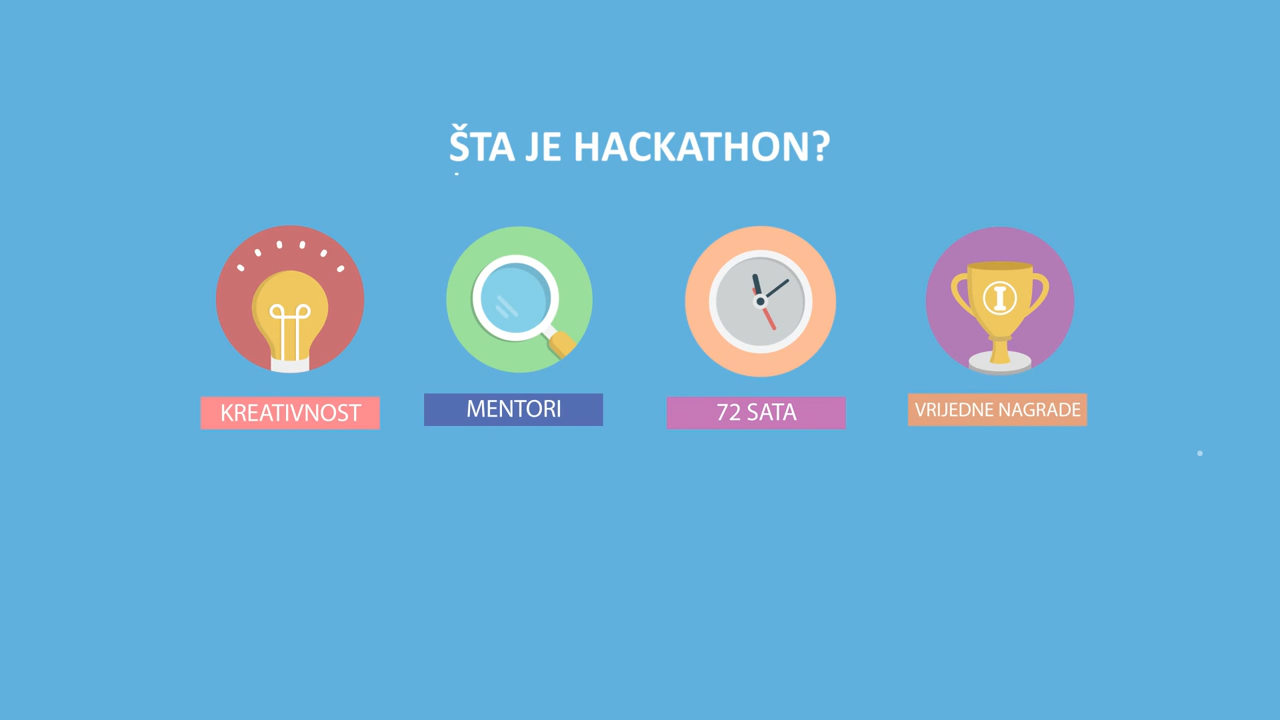 ŠTA JE HACKATHON?
KREATIVNOST
MENTORI
72 SATA
VRIJEDNE NAGRADE